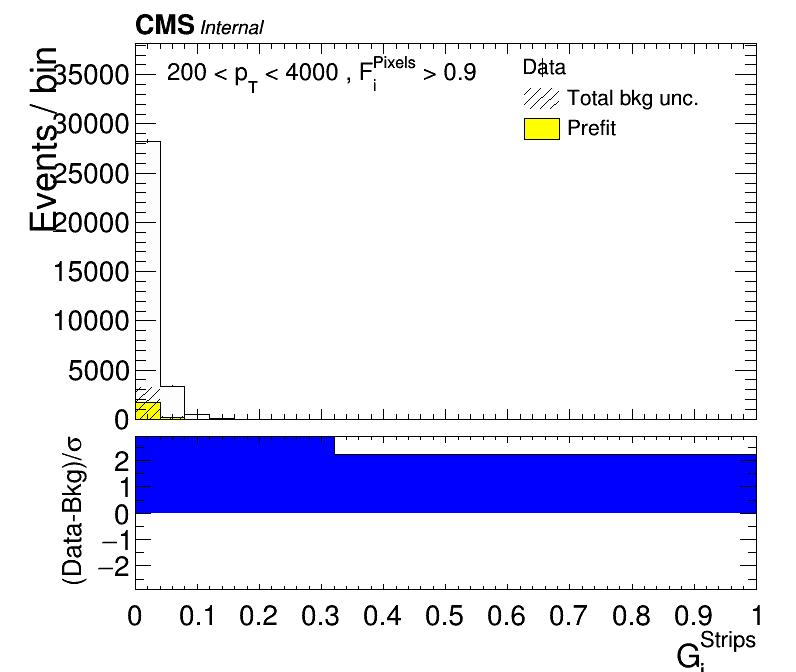 CMS Internal
200 < p_T < 4000 , F_i^Pixels > 0.9
Data
Total bkg unc.
Prefit
Events / bin
35000
30000
25000
20000
15000
10000
5000
0
(Data-Bkg)/σ
2
1
0
−1
−2
0 0.1 0.2 0.3 0.4 0.5 0.6 0.7 0.8 0.9 1
G_i^Strips